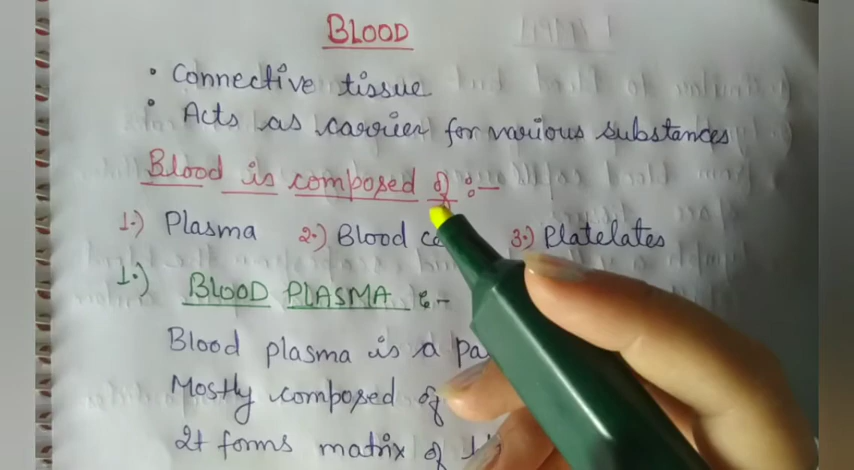 BLOOD
• Connective tissue
• Acts as carrier for various substances
Blood is composed of :-
1.) Plasma 2.) Blood 3.) Platelates
1.) BLOOD PLASMA :-
Blood plasma is a
Mostly composed of
It forms matrix of